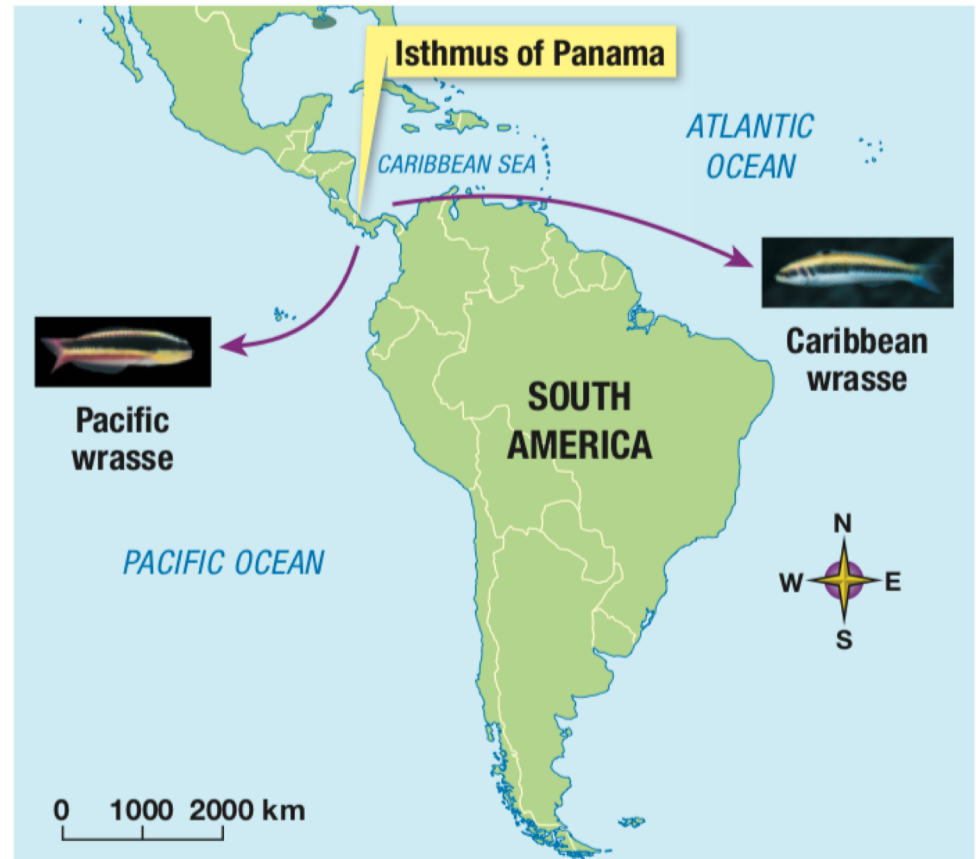 Isthmus of Panama
ATLANTIC
OCEAN
CARIBBEAN SEA
Caribbean
wrasse
Pacific
wrasse
SOUTH
AMERICA
PACIFIC OCEAN
N
W E
S
0 1000 2000 km